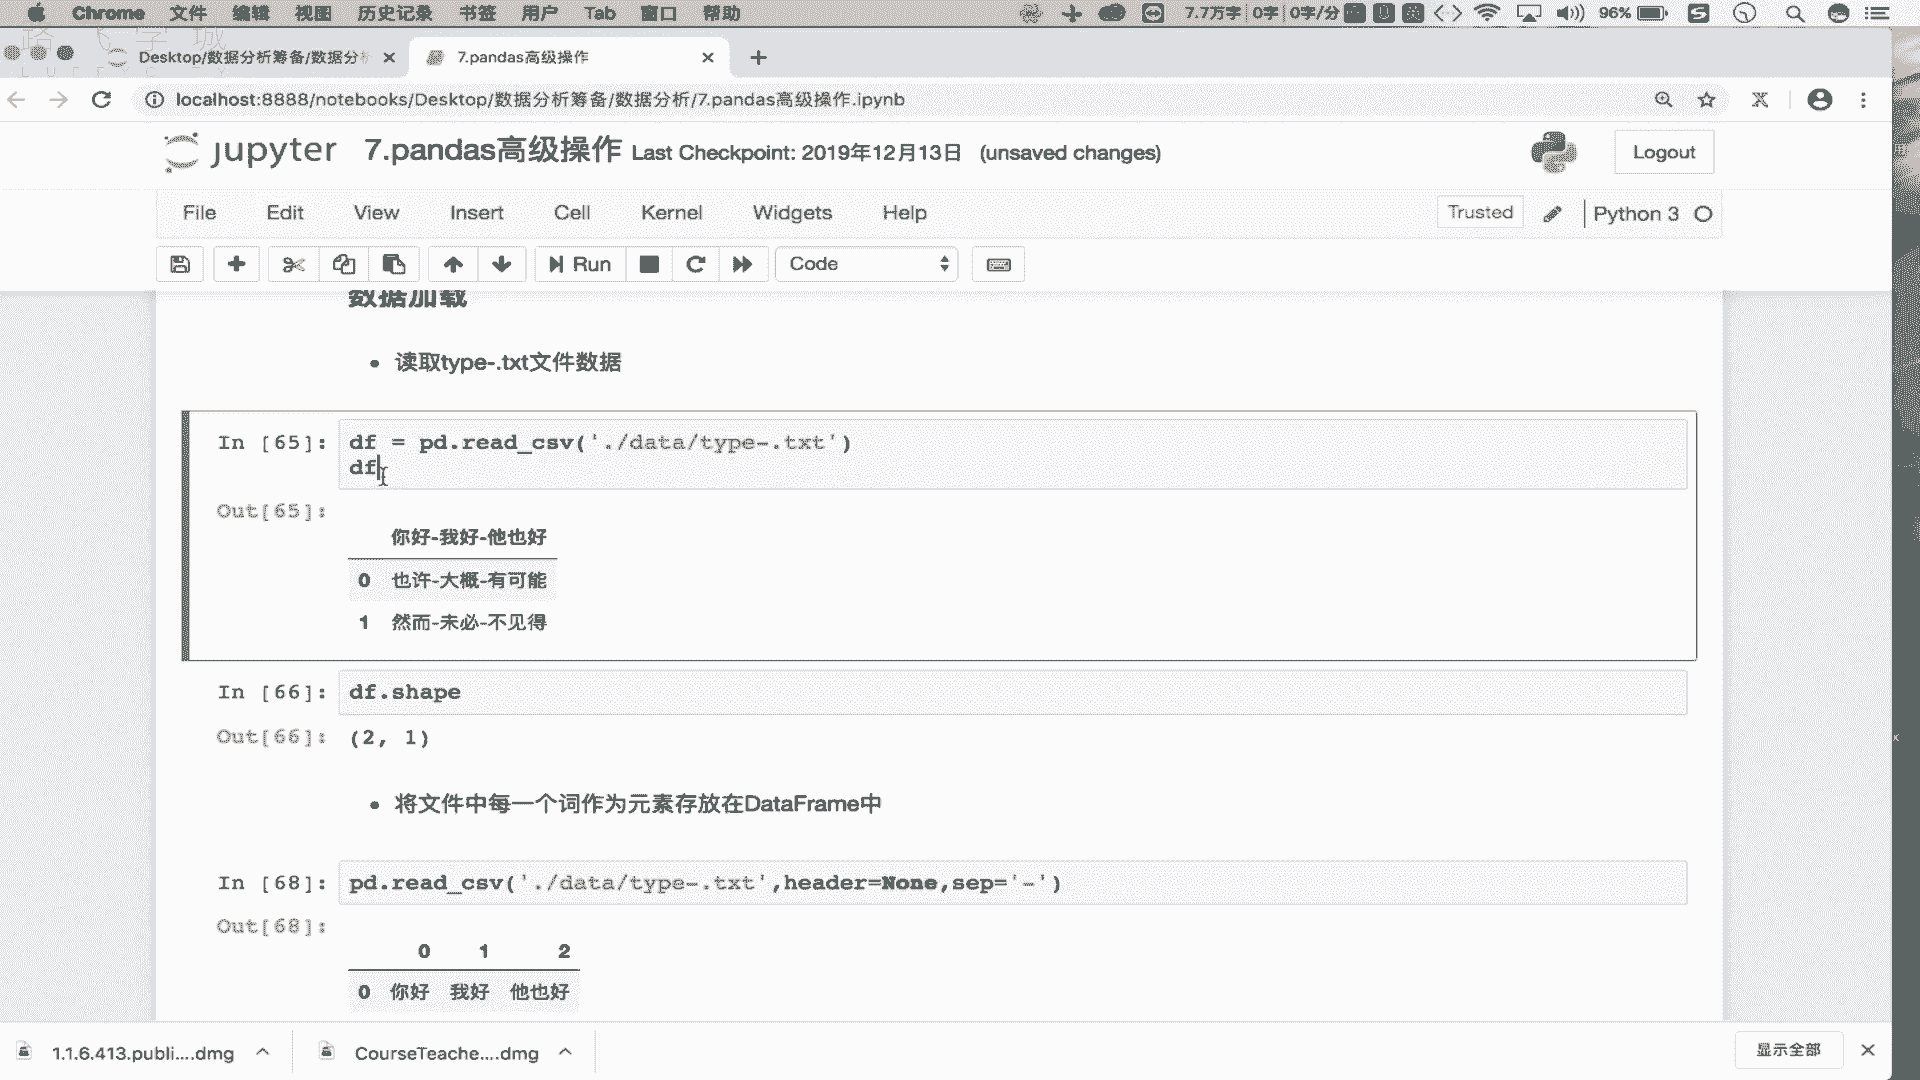 Chrome 文件 编辑 视图 历史记录 书签 用户 Tab 窗口 帮助 7.7万字 0字 0字/分 96%
Desktop/数据分析筹备/数据分析 7.pandas高级操作
localhost:8888/notebooks/Desktop/数据分析筹备/数据分析/7.pandas高级操作.ipynb
jupyter 7.pandas高级操作 Last Checkpoint: 2019年12月13日 (unsaved changes) Logout
File Edit View Insert Cell Kernel Widgets Help Trusted Python 3
Run Code
数据加载
读取type-.txt文件数据
In [65]: df = pd.read_csv('./data/type-.txt')
df
Out[65]:
你好-我好-他也好
0 也许-大概-有可能
1 然而-未必-不见得
In [66]: df.shape
Out[66]: (2, 1)
将文件中每一个词作为元素存放在DataFrame中
In [68]: pd.read_csv('./data/type-.txt',header=None,sep='-')
Out[68]:
0 1 2
0 你好 我好 他也好
1.1.6.413.publi....dmg CourseTeache....dmg 显示全部